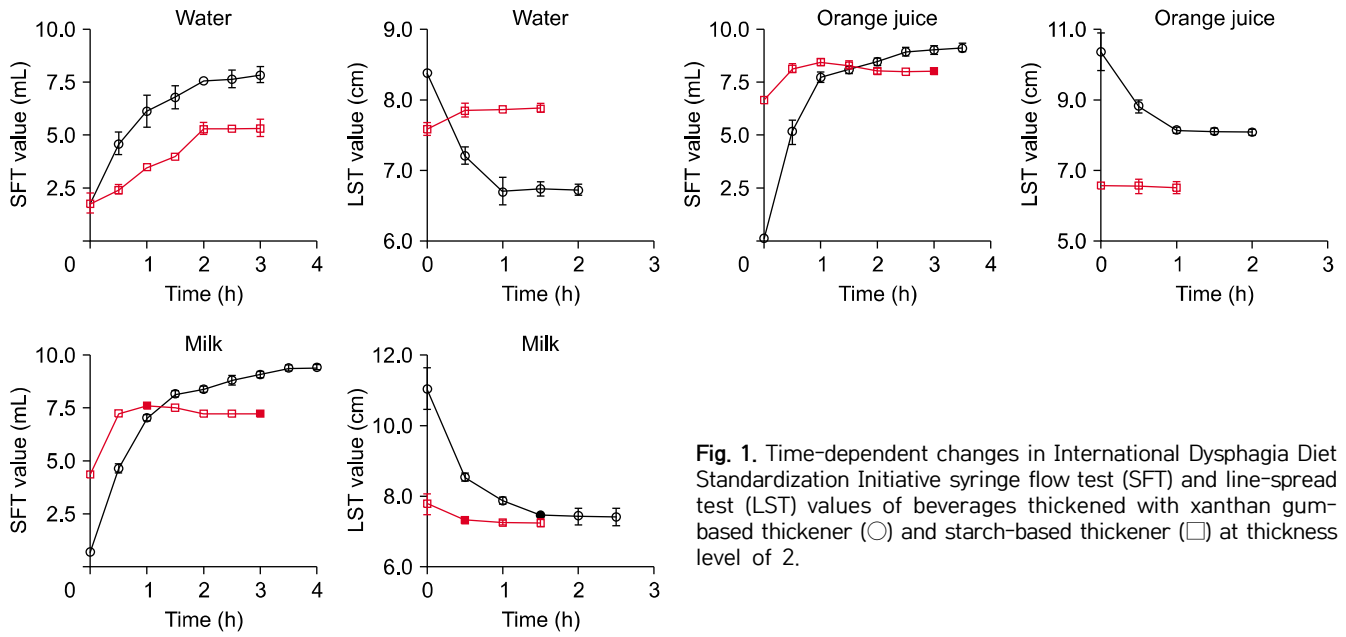 Water
SFT value (mL)
10.0
7.5
5.0
2.5
0
1
2
3
4
Time (h)
Water
LST value (cm)
9.0
8.0
7.0
6.0
0
1
2
3
Time (h)
Orange juice
SFT value (mL)
10.0
7.5
5.0
2.5
0
1
2
3
4
Time (h)
Orange juice
LST value (cm)
11.0
9.0
7.0
5.0
0
1
2
3
Time (h)
Milk
SFT value (mL)
10.0
7.5
5.0
2.5
0
1
2
3
4
Time (h)
Milk
LST value (cm)
12.0
10.0
8.0
6.0
0
1
2
3
Time (h)
Fig. 1. Time-dependent changes in International Dysphagia Diet
Standardization Initiative syringe flow test (SFT) and line-spread
test (LST) values of beverages thickened with xanthan gum-
based thickener (○) and starch-based thickener (□) at thickness
level of 2.